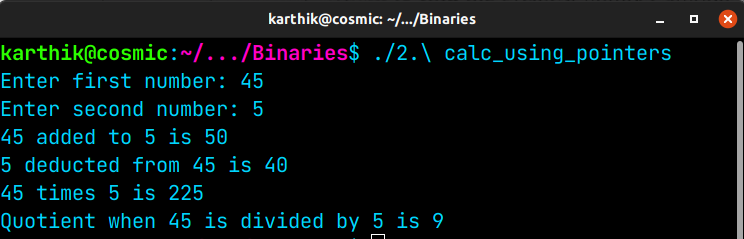 karthik@cosmic: ~/.../Binaries
karthik@cosmic:~/.../Binaries$ ./2.\ calc_using_pointers
Enter first number: 45
Enter second number: 5
45 added to 5 is 50
5 deducted from 45 is 40
45 times 5 is 225
Quotient when 45 is divided by 5 is 9